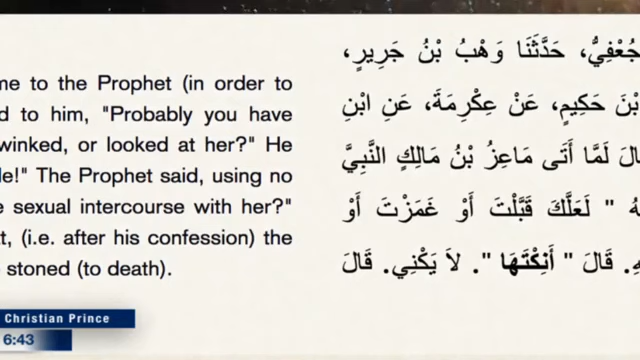 me to the Prophet (in order to
d to him, "Probably you have
winked, or looked at her?" He
le!" The Prophet said, using no
e sexual intercourse with her?"
at, (i.e. after his confession) the
stoned (to death).
جُعْفِيُّ، حَدَّثَنَا وَهْبُ بْنُ جَرِيرٍ،
بْنَ حَكِيمٍ، عَنْ عِكْرِمَةَ، عَنِ ابْنِ
قَالَ لَمَّا أَتَى مَاعِزُ بْنُ مَالِكٍ النَّبِيَّ
لَهُ " لَعَلَّكَ قَبَّلْتَ أَوْ غَمَزْتَ أَوْ
هِ. قَالَ " أَنِكْتَهَا ". لاَ يَكْنِي. قَالَ
Christian Prince
6:43